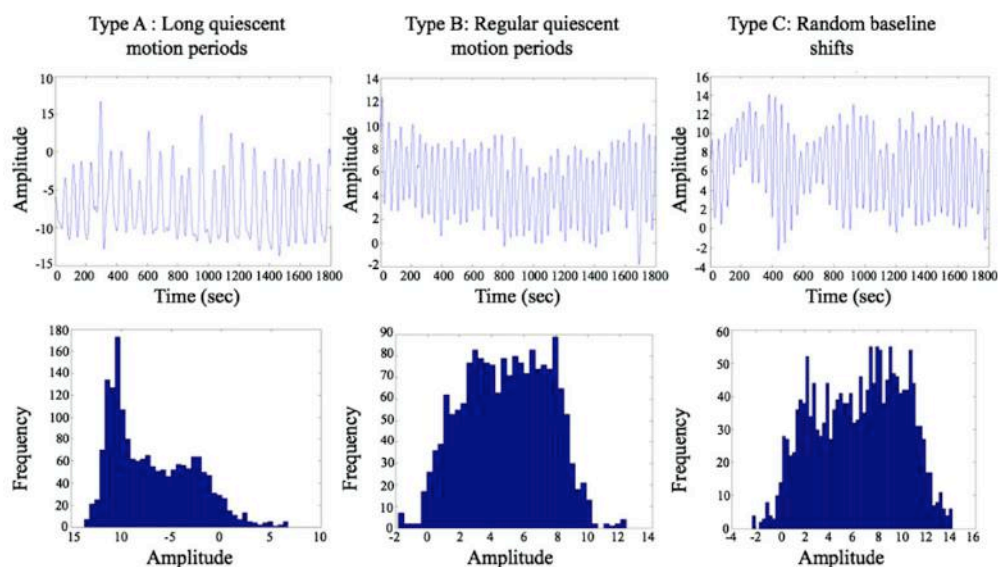 Type A : Long quiescent
motion periods
Type B: Regular quiescent
motion periods
Type C: Random baseline
shifts
Amplitude
10
15
0
-5
-10
-15
0 200 400 600 800 1000 1200 1400 1600 1800
Time (sec)
Amplitude
14
12
10
8
6
4
2
0
-2
0 200 400 600 800 1000 1200 1400 1600 1800
Time (sec)
Amplitude
16
14
12
10
8
6
4
2
0
-2
-4
0 200 400 600 800 1000 1200 1400 1600 1800
Time (sec)
Frequency
180
160
140
120
100
80
60
40
20
0
15 10 -5 0 5 10
Amplitude
Frequency
90
80
70
60
50
40
30
20
10
0
-2 0 2 4 6 8 10 12 14
Amplitude
Frequency
60
50
40
30
20
10
0
-4 -2 0 2 4 6 8 10 12 14 16
Amplitude